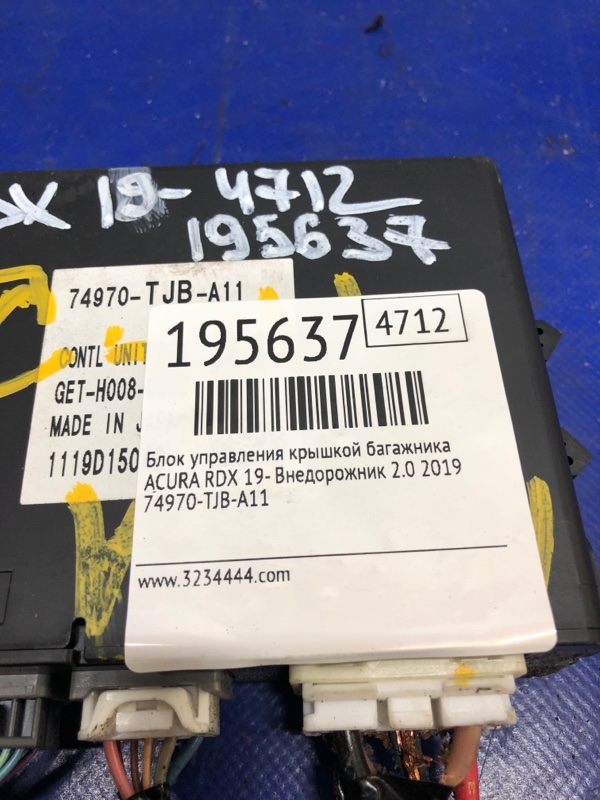 19- 4712
195637
74970-TJB-A11
195637 4712
CONTL UNIT
GET-H008-
MADE IN
1119D150
Блок управления крышкой багажника
ACURA RDX 19- Внедорожник 2.0 2019
74970-TJB-A11
www.3234444.com